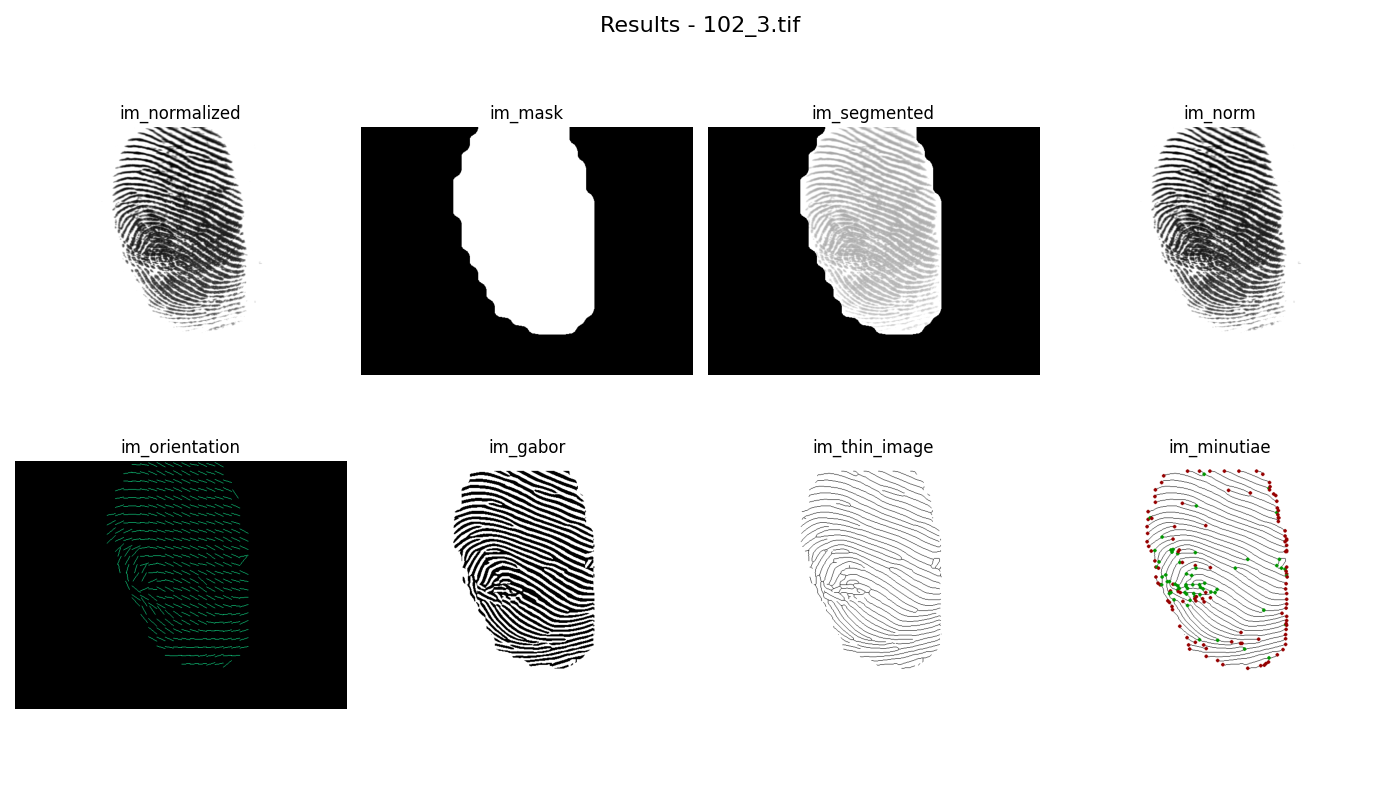 Results - 102_3.tif
im_normalized
im_mask
im_segmented
im_norm
im_orientation
im_gabor
im_thin_image
im_minutiae